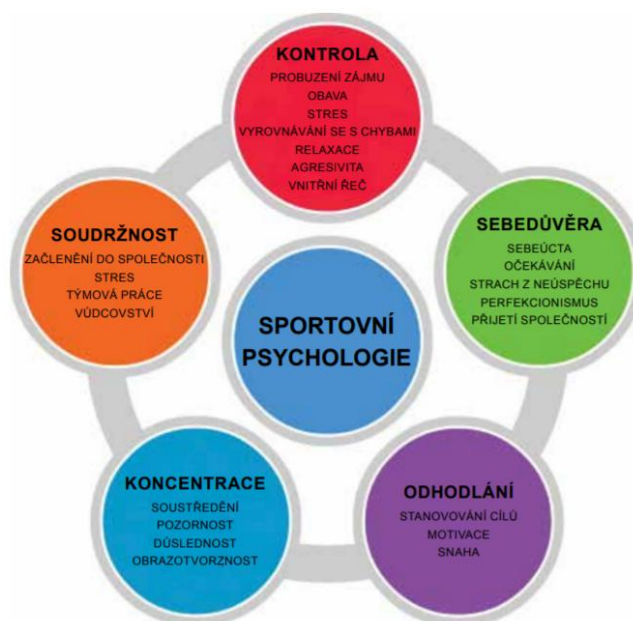 KONTROLA
PROBUZENÍ ZÁJMU
OBAVA
STRES
VYROVNÁVÁNÍ SE S CHYBAMI
RELAXACE
AGRESIVITA
VNITŘNÍ ŘEČ
SOUDRŽNOST
ZAČLENĚNÍ DO SPOLEČNOSTI
STRES
TÝMOVÁ PRÁCE
VŮDCOVSTVÍ
SEBEDŮVĚRA
SEBEÚCTA
OČEKÁVÁNÍ
STRACH Z NEÚSPĚCHU
PERFEKCIONISMUS
PŘIJETÍ SPOLEČNOSTÍ
SPORTOVNÍ
PSYCHOLOGIE
KONCENTRACE
SOUSTŘEDĚNÍ
POZORNOST
DŮSLEDNOST
OBRAZOTVORZNOST
ODHODLÁNÍ
STANOVOVÁNÍ CÍLŮ
MOTIVACE
SNAHA